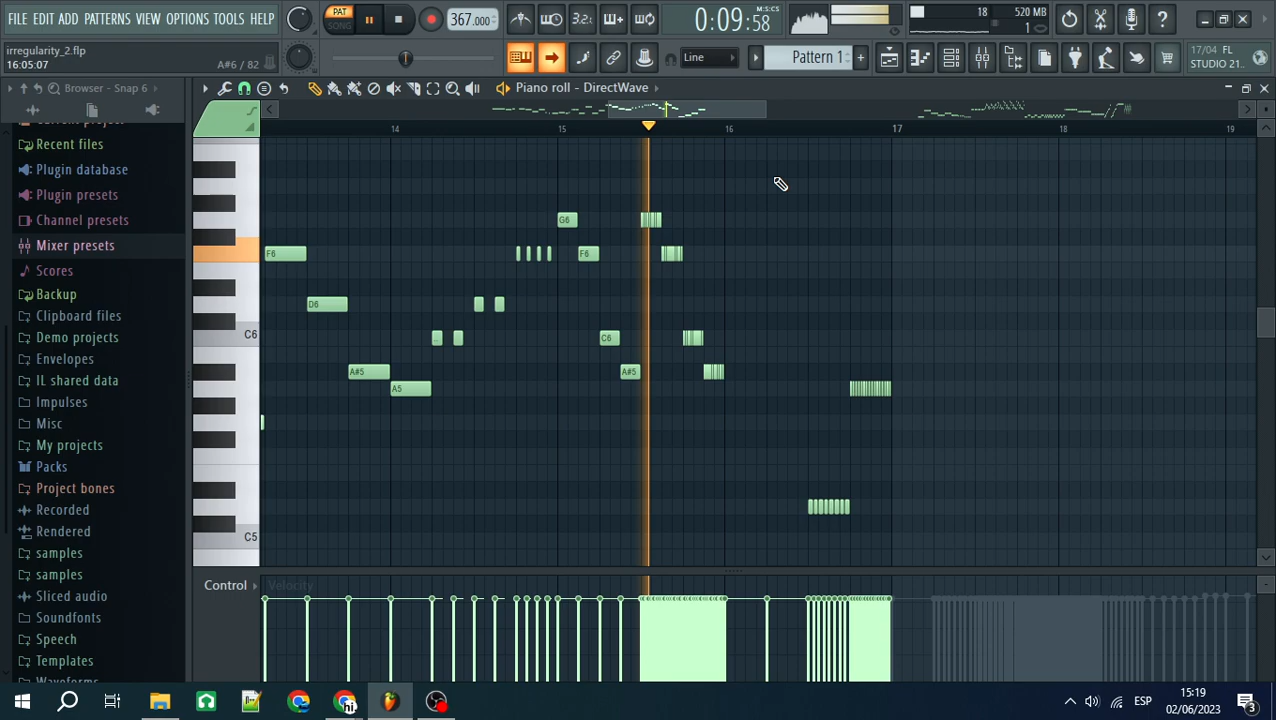 FILE EDIT ADD PATTERNS VIEW OPTIONS TOOLS HELP
PAT
SONG
367.000
3.2
0:09:58
M:S:CS
18
520 MB
1
irregularity_2.flp
16:05:07
A#6 / 82
Line
Pattern 1
17/04 FL
STUDIO 21..
Browser - Snap 6
Piano roll - DirectWave
Recent files
Plugin database
Plugin presets
Channel presets
Mixer presets
Scores
Backup
Clipboard files
Demo projects
Envelopes
IL shared data
Impulses
Misc
My projects
Packs
Project bones
Recorded
Rendered
samples
samples
Sliced audio
Soundfonts
Speech
Templates
Waveforms
14
15
16
17
18
19
G6
F6
F6
D6
C6
C6
A#5
A#5
A5
C5
Control
Velocity
hi
ESP
15:19
02/06/2023
3